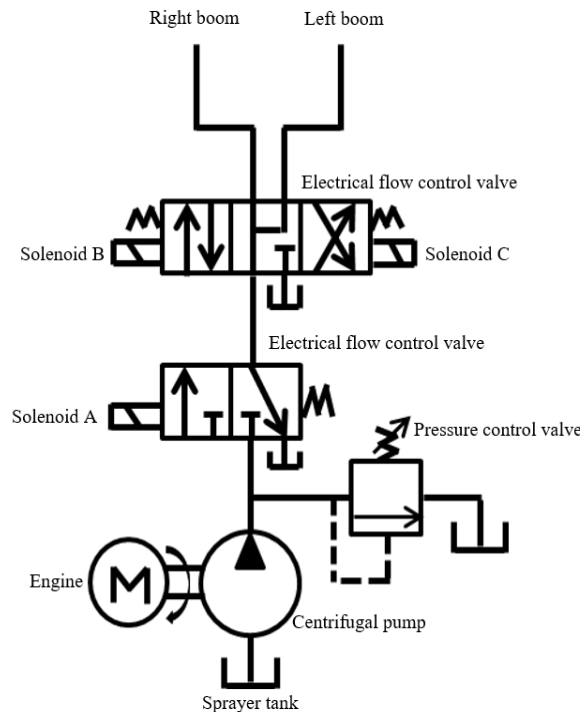 Right boom
Left boom
Electrical flow control valve
Solenoid B
Solenoid C
Electrical flow control valve
Solenoid A
Pressure control valve
Engine
M
Centrifugal pump
Sprayer tank